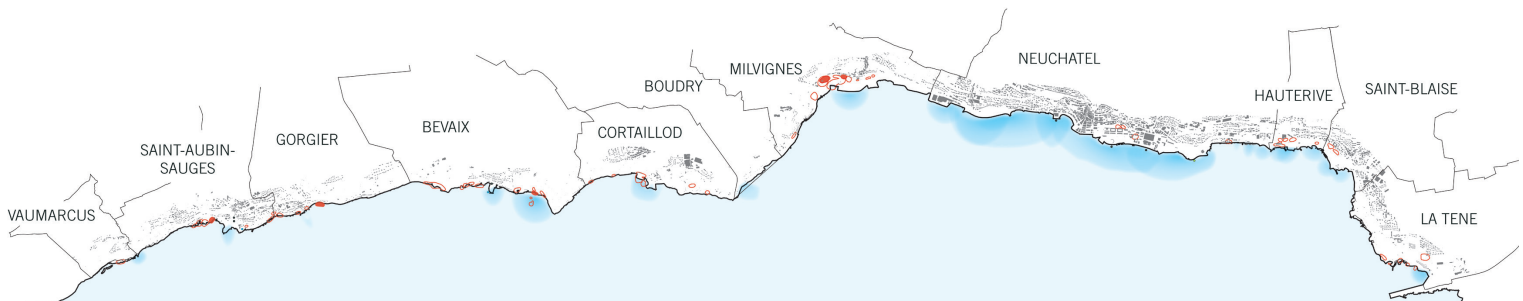 VAUMARCUS
SAINT-AUBIN-
SAUGES
GORGIER
BEVAIX
CORTAILLOD
BOUDRY
MILVIGNES
NEUCHATEL
HAUTERIVE
SAINT-BLAISE
LA TENE